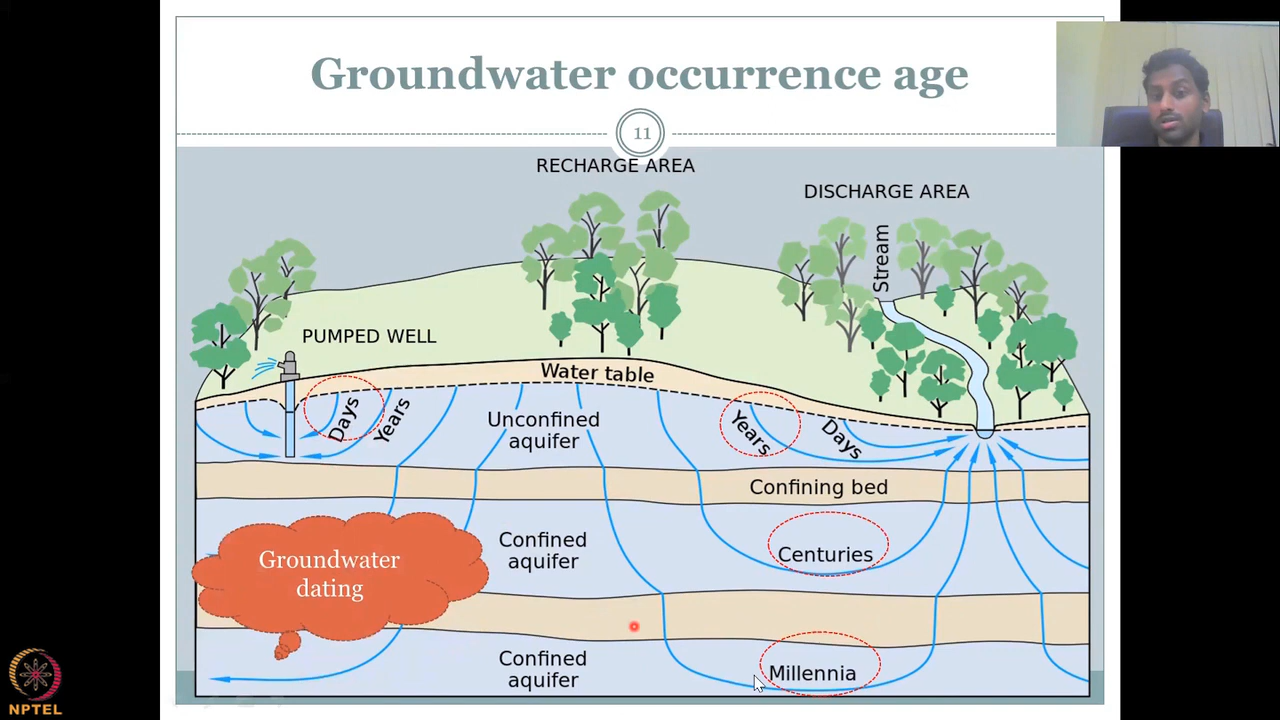 Groundwater occurrence age
11
RECHARGE AREA
DISCHARGE AREA
Stream
PUMPED WELL
Water table
Days
Years
Unconfined
aquifer
Years
Days
Confining bed
Confined
aquifer
Centuries
Groundwater
dating
Confined
aquifer
Millennia
NPTEL